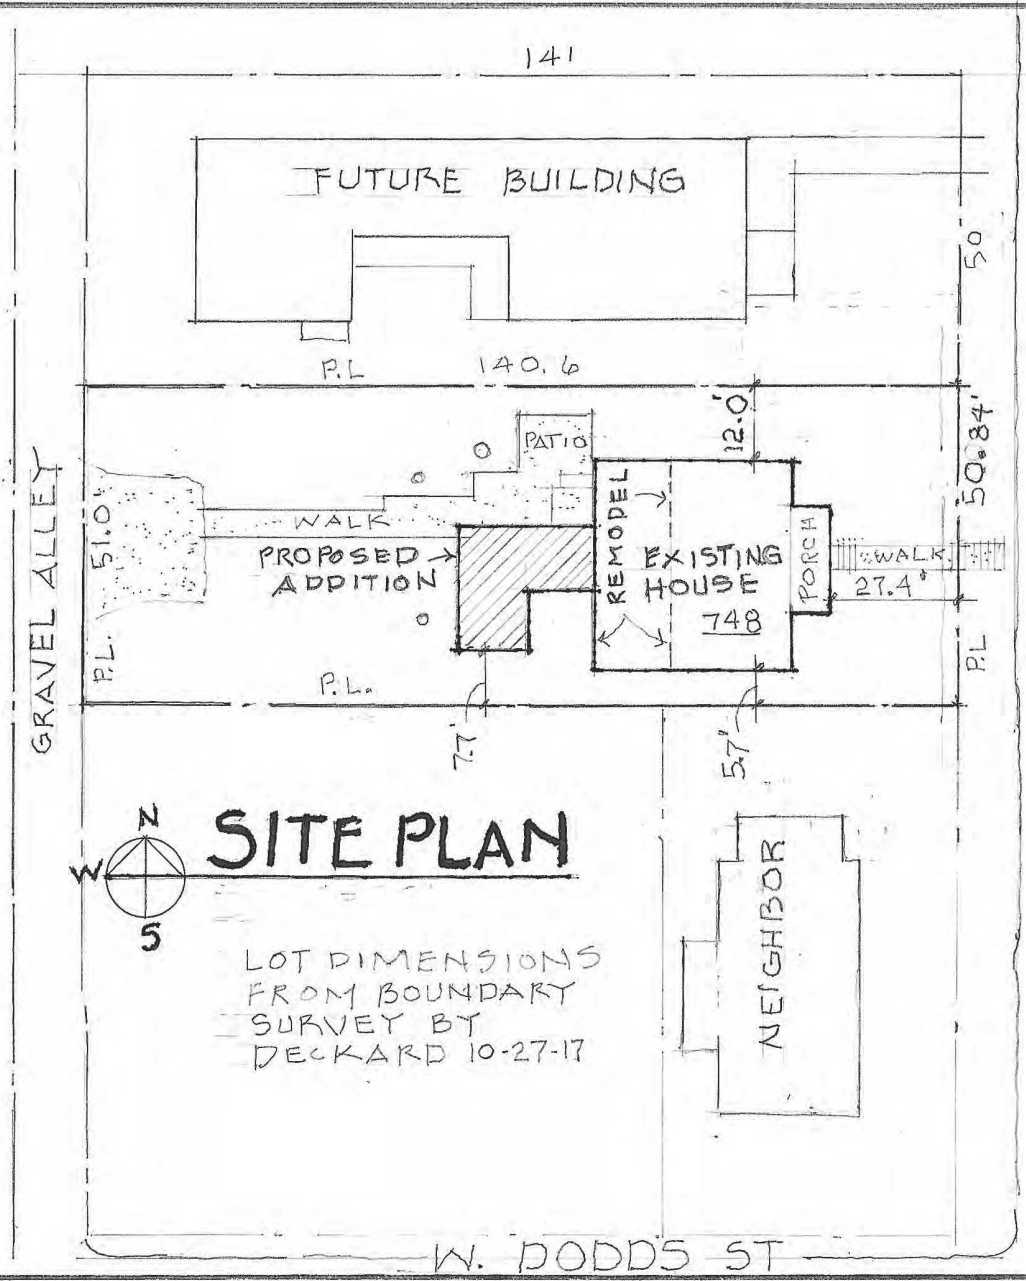 141
FUTURE BUILDING
50
P.L
140.6
12.0'
50.84'
PATIO
GRAVEL ALLEY
51.0'
P.L.
WALK
PROPOSED
ADDITION
REMODEL
EXISTING
HOUSE
748
PORCH
WALK
27.4'
P.L
P.L.
7.7'
5.7'
N
W
S
SITE PLAN
LOT DIMENSIONS
FROM BOUNDARY
SURVEY BY
DECKARD 10-27-17
NEIGHBOR
W. DODDS ST